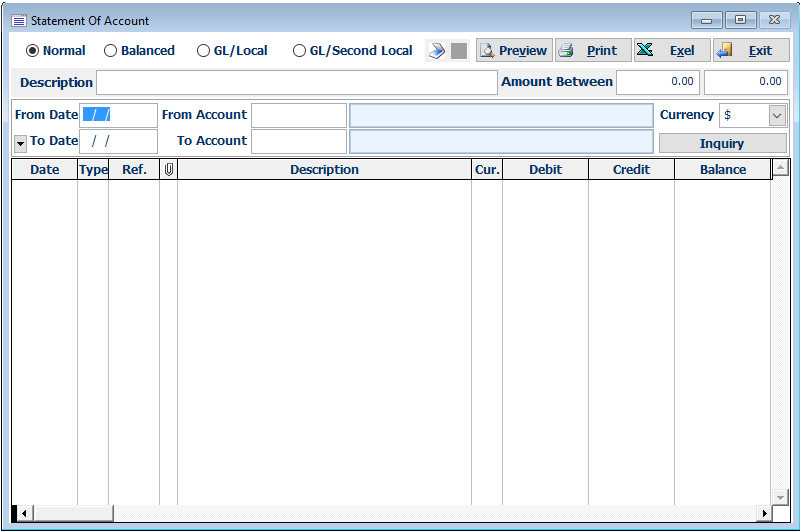 Statement Of Account
Normal Balanced GL/Local GL/Second Local Preview Print Exel Exit
Description Amount Between 0.00 0.00
From Date / / From Account Currency $
To Date / / To Account Inquiry
Date Type Ref. Description Cur. Debit Credit Balance